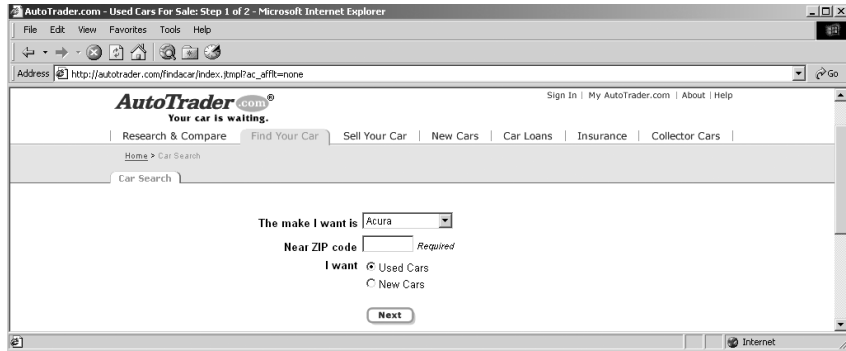 AutoTrader.com - Used Cars For Sale: Step 1 of 2 - Microsoft Internet Explorer
File Edit View Favorites Tools Help
Address http://autotrader.com/findacar/index.jtmpl?ac_afflt=none Go
Sign In | My AutoTrader.com | About | Help
AutoTrader.com®
Your car is waiting.
Research & Compare | Find Your Car | Sell Your Car | New Cars | Car Loans | Insurance | Collector Cars |
Home > Car Search
Car Search
The make I want is Acura
Near ZIP code Required
I want Used Cars
New Cars
Next
Internet